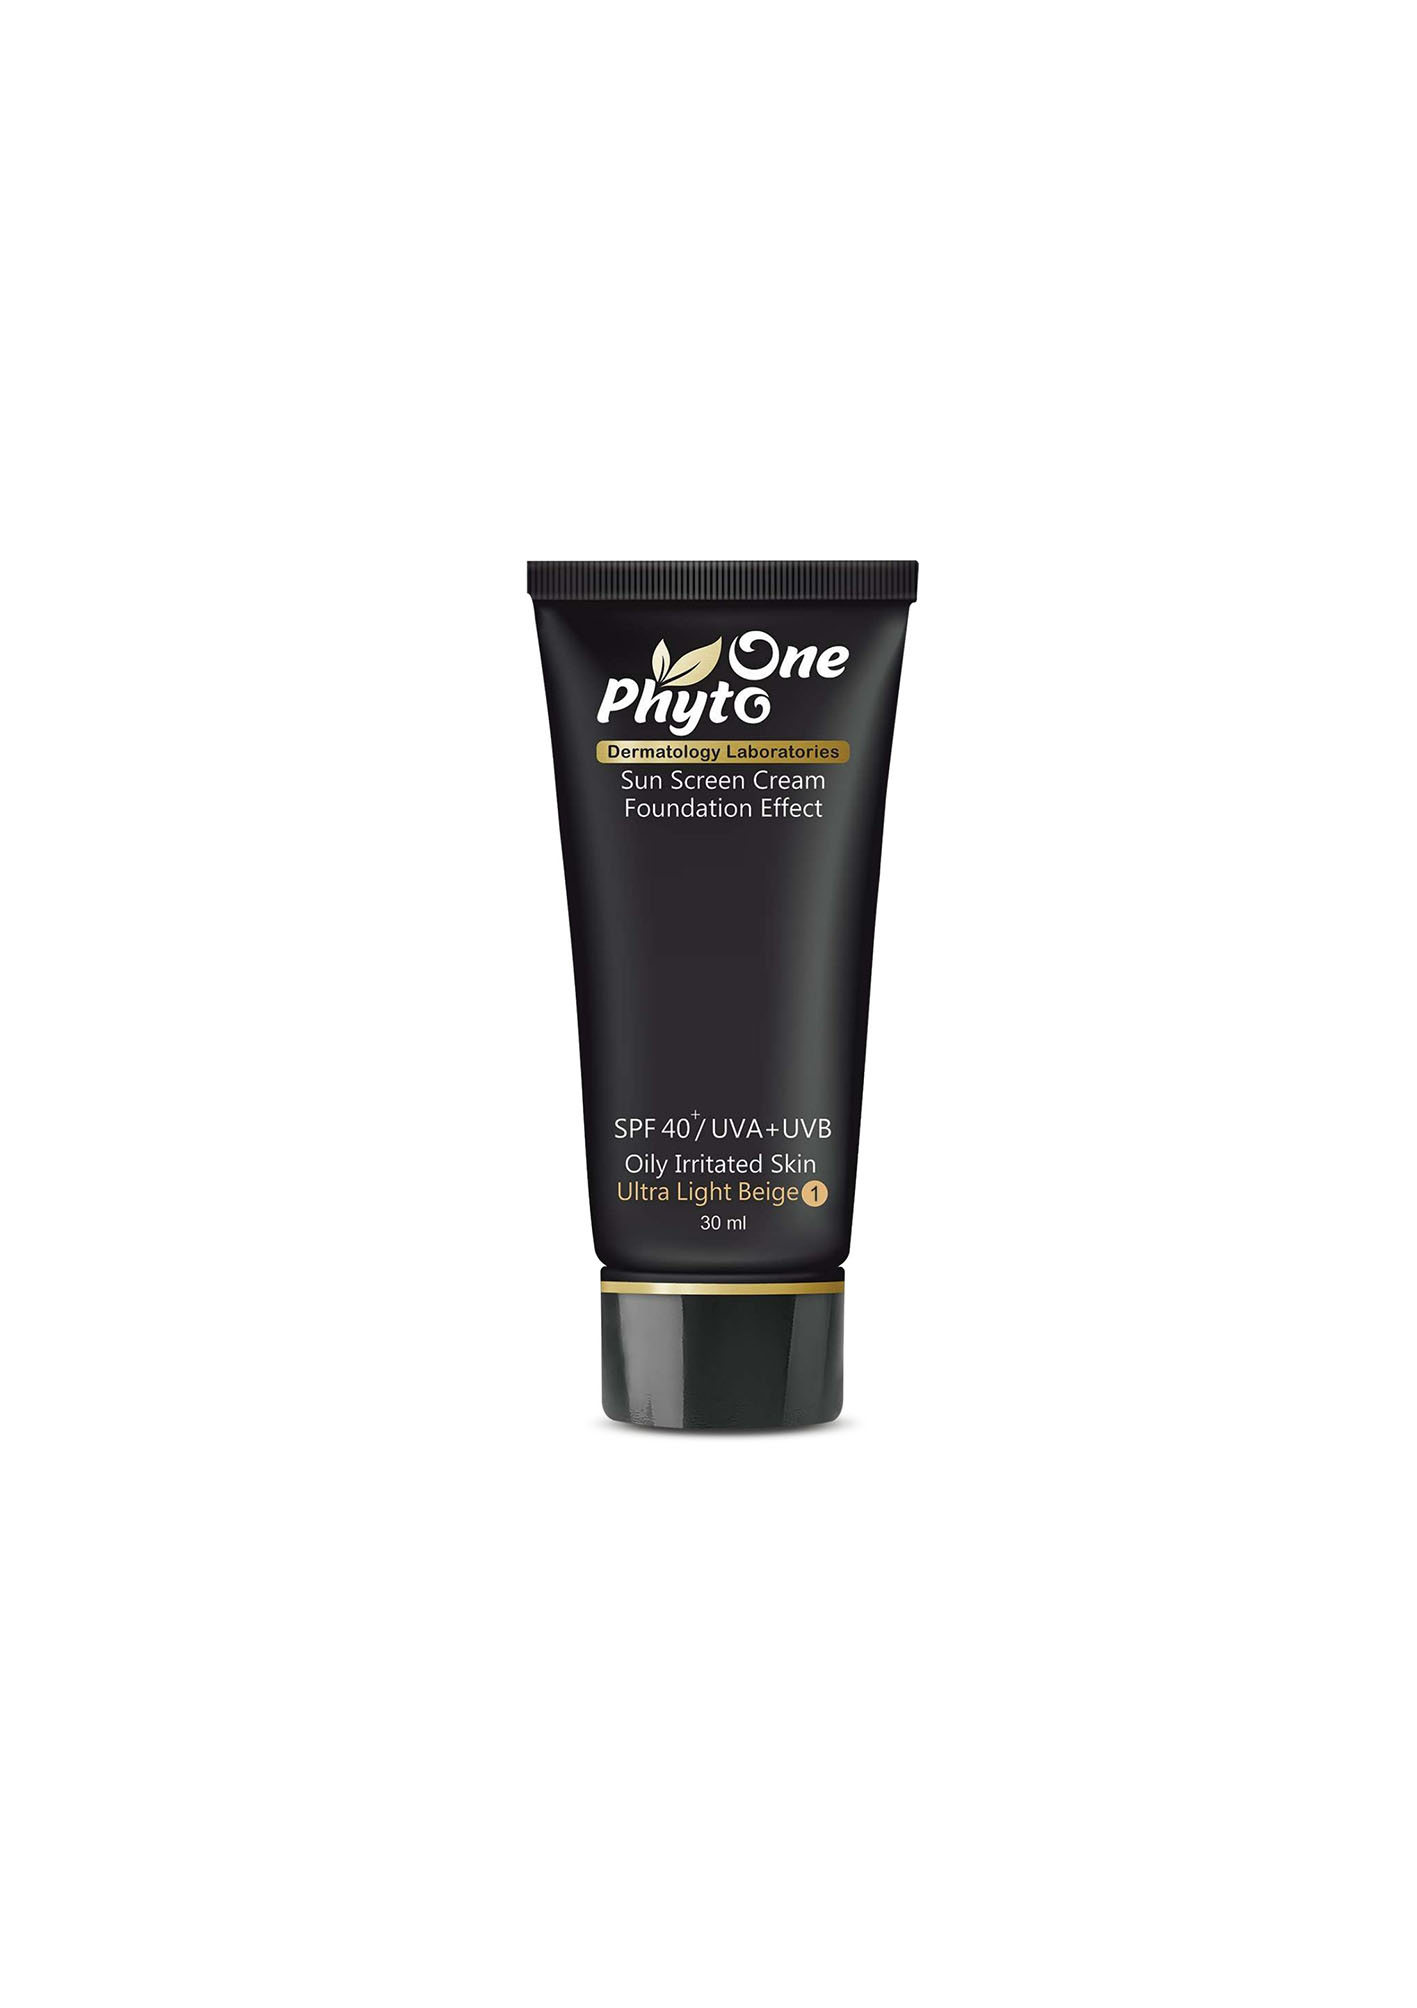 One
Phyto
Dermatology Laboratories
Sun Screen Cream
Foundation Effect
SPF 40+/ UVA+UVB
Oily Irritated Skin
Ultra Light Beige 1
30 ml